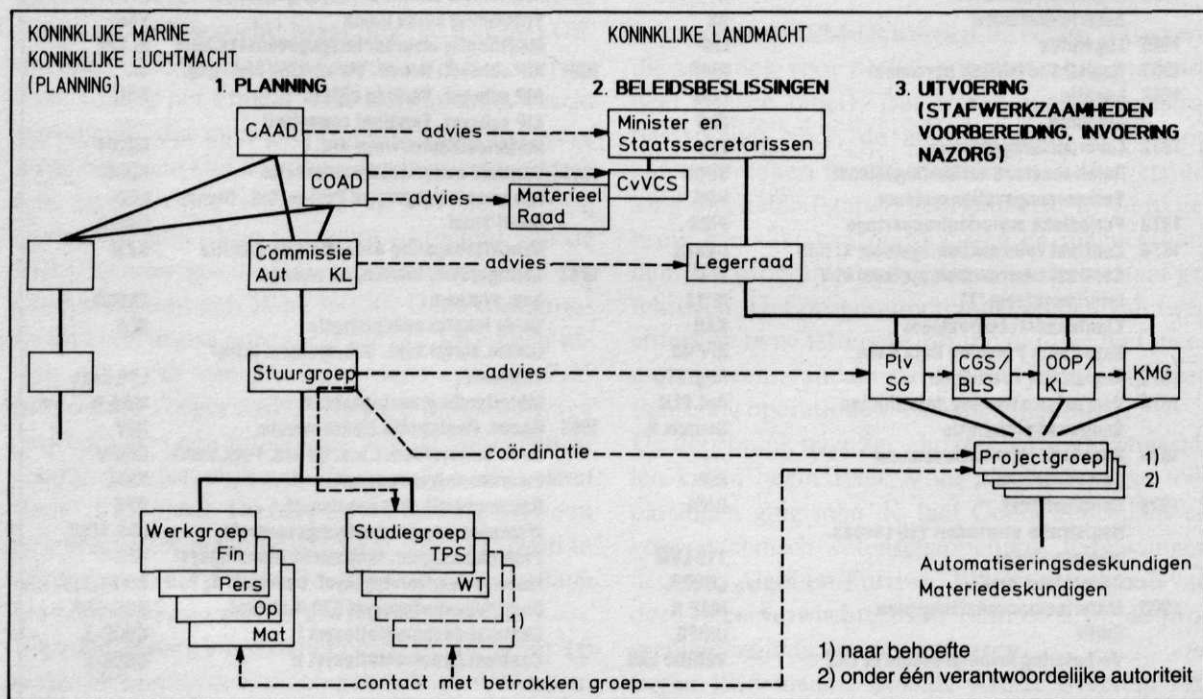 KONINKLIJKE MARINE
KONINKLIJKE LUCHTMACHT
(PLANNING)
KONINKLIJKE LANDMACHT
1. PLANNING
2. BELEIDSBESLISSINGEN
3. UITVOERING
(STAFWERKZAAMHEDEN
VOORBEREIDING, INVOERING
NAZORG)
CAAD
advies
Minister en
Staatssecretarissen
COAD
advies
Materieel
Raad
CvVCS
Commissie
Autom KL
advies
Legerraad
Stuurgroep
advies
Plv
SG
CGS /
BLS
OOP /
KL
KMG
coördinatie
Projectgroep
1)
2)
Werkgroep
Fin
Pers
Op
Mat
Studiegroep
TPS
WT
1)
Automatiseringsdeskundigen
Materiedeskundigen
contact met betrokken groep
1) naar behoefte
2) onder één verantwoordelijke autoriteit